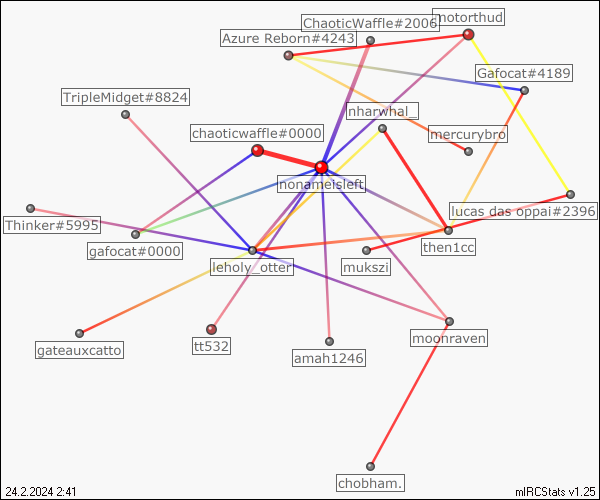 ChaoticWaffle#2006
motorthud
Azure Reborn#4243
Gafocat#4189
TripleMidget#8824
nharwhal_
chaoticwaffle#0000
mercurybro
nonameisleft
lucas das oppai#2396
Thinker#5995
gafocat#0000
then1cc
leholy_otter
mukszi
moonraven
gateauxcatto
tt532
amah1246
chobham.
24.2.2024 2:41
mIRCStats v1.25